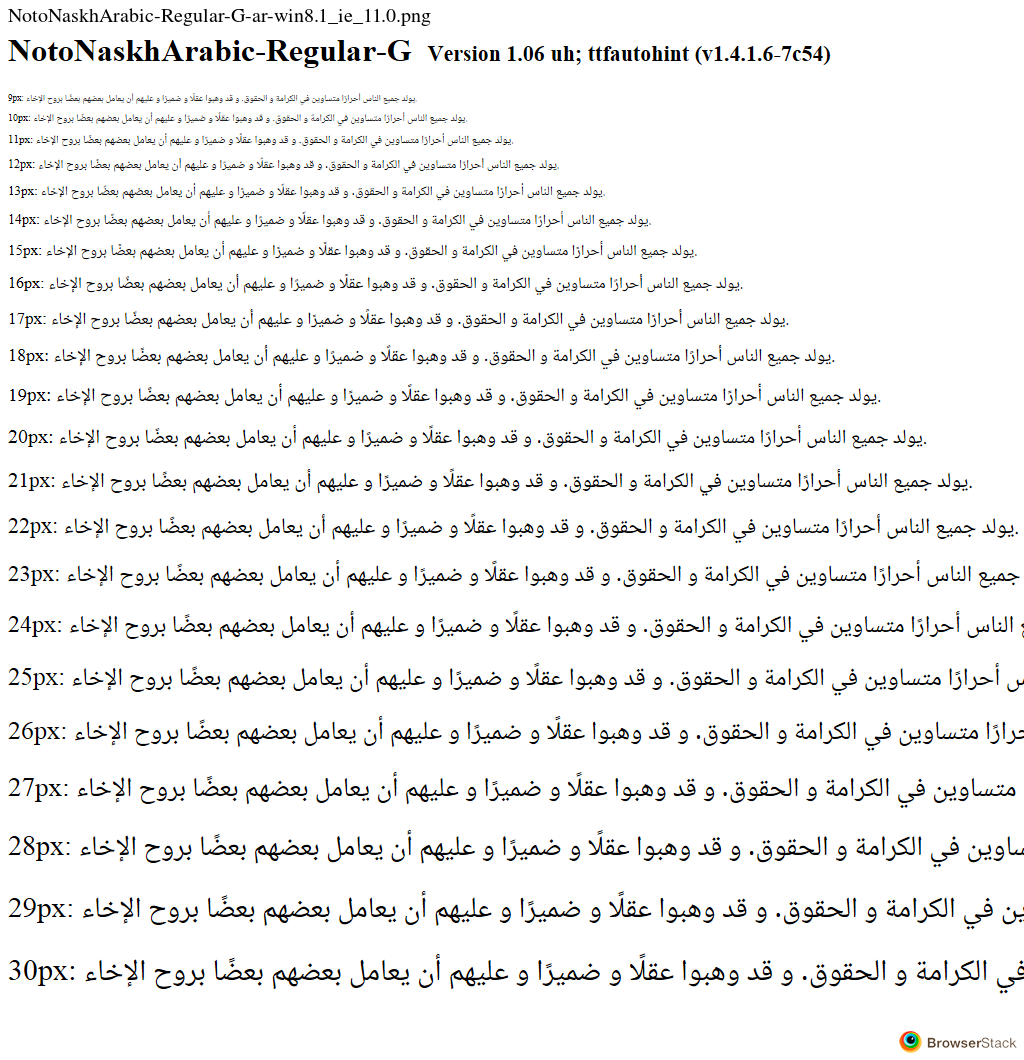 NotoNaskhArabic-Regular-G-ar-win8.1_ie_11.0.png
NotoNaskhArabic-Regular-G Version 1.06 uh; ttfautohint (v1.4.1.6-7c54)
9px: يولد جميع الناس أحرارًا متساوين في الكرامة و الحقوق. و قد وهبوا عقلًا و ضميرًا و عليهم أن يعامل بعضهم بعضًا بروح الإخاء.
10px: يولد جميع الناس أحرارًا متساوين في الكرامة و الحقوق. و قد وهبوا عقلًا و ضميرًا و عليهم أن يعامل بعضهم بعضًا بروح الإخاء.
11px: يولد جميع الناس أحرارًا متساوين في الكرامة و الحقوق. و قد وهبوا عقلًا و ضميرًا و عليهم أن يعامل بعضهم بعضًا بروح الإخاء.
12px: يولد جميع الناس أحرارًا متساوين في الكرامة و الحقوق. و قد وهبوا عقلًا و ضميرًا و عليهم أن يعامل بعضهم بعضًا بروح الإخاء.
13px: يولد جميع الناس أحرارًا متساوين في الكرامة و الحقوق. و قد وهبوا عقلًا و ضميرًا و عليهم أن يعامل بعضهم بعضًا بروح الإخاء.
14px: يولد جميع الناس أحرارًا متساوين في الكرامة و الحقوق. و قد وهبوا عقلًا و ضميرًا و عليهم أن يعامل بعضهم بعضًا بروح الإخاء.
15px: يولد جميع الناس أحرارًا متساوين في الكرامة و الحقوق. و قد وهبوا عقلًا و ضميرًا و عليهم أن يعامل بعضهم بعضًا بروح الإخاء.
16px: يولد جميع الناس أحرارًا متساوين في الكرامة و الحقوق. و قد وهبوا عقلًا و ضميرًا و عليهم أن يعامل بعضهم بعضًا بروح الإخاء.
17px: يولد جميع الناس أحرارًا متساوين في الكرامة و الحقوق. و قد وهبوا عقلًا و ضميرًا و عليهم أن يعامل بعضهم بعضًا بروح الإخاء.
18px: يولد جميع الناس أحرارًا متساوين في الكرامة و الحقوق. و قد وهبوا عقلًا و ضميرًا و عليهم أن يعامل بعضهم بعضًا بروح الإخاء.
19px: يولد جميع الناس أحرارًا متساوين في الكرامة و الحقوق. و قد وهبوا عقلًا و ضميرًا و عليهم أن يعامل بعضهم بعضًا بروح الإخاء.
20px: يولد جميع الناس أحرارًا متساوين في الكرامة و الحقوق. و قد وهبوا عقلًا و ضميرًا و عليهم أن يعامل بعضهم بعضًا بروح الإخاء.
21px: يولد جميع الناس أحرارًا متساوين في الكرامة و الحقوق. و قد وهبوا عقلًا و ضميرًا و عليهم أن يعامل بعضهم بعضًا بروح الإخاء.
22px: يولد جميع الناس أحرارًا متساوين في الكرامة و الحقوق. و قد وهبوا عقلًا و ضميرًا و عليهم أن يعامل بعضهم بعضًا بروح الإخاء.
23px: جميع الناس أحرارًا متساوين في الكرامة و الحقوق. و قد وهبوا عقلًا و ضميرًا و عليهم أن يعامل بعضهم بعضًا بروح الإخاء
24px: الناس أحرارًا متساوين في الكرامة و الحقوق. و قد وهبوا عقلًا و ضميرًا و عليهم أن يعامل بعضهم بعضًا بروح الإخاء
25px: أحرارًا متساوين في الكرامة و الحقوق. و قد وهبوا عقلًا و ضميرًا و عليهم أن يعامل بعضهم بعضًا بروح الإخاء
26px: متساوين في الكرامة و الحقوق. و قد وهبوا عقلًا و ضميرًا و عليهم أن يعامل بعضهم بعضًا بروح الإخاء
27px: متساوين في الكرامة و الحقوق. و قد وهبوا عقلًا و ضميرًا و عليهم أن يعامل بعضهم بعضًا بروح الإخاء
28px: في الكرامة و الحقوق. و قد وهبوا عقلًا و ضميرًا و عليهم أن يعامل بعضهم بعضًا بروح الإخاء
29px: في الكرامة و الحقوق. و قد وهبوا عقلًا و ضميرًا و عليهم أن يعامل بعضهم بعضًا بروح الإخاء
30px: في الكرامة و الحقوق. و قد وهبوا عقلًا و ضميرًا و عليهم أن يعامل بعضهم بعضًا بروح الإخاء
BrowserStack